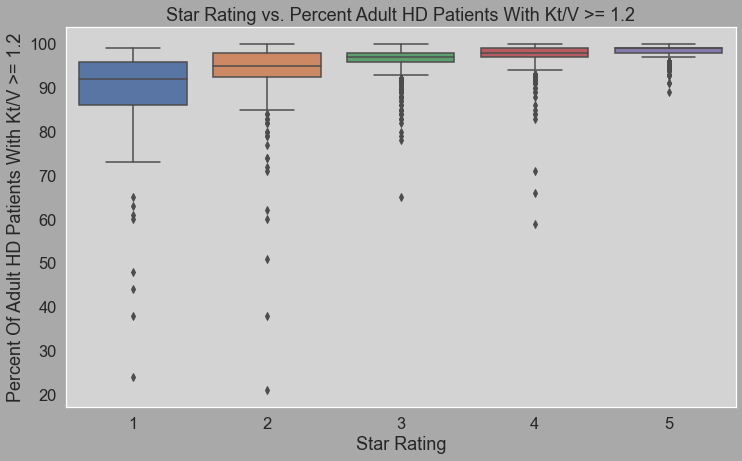 Star Rating vs. Percent Adult HD Patients With Kt/V >= 1.2
Percent Of Adult HD Patients With Kt/V >= 1.2
100
90
80
70
60
50
40
30
20
1 2 3 4 5
Star Rating